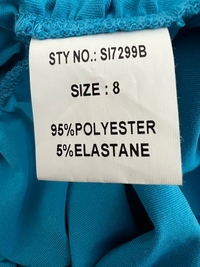 STY NO.: SI7299B
SIZE : 8
95%POLYESTER
5%ELASTANE